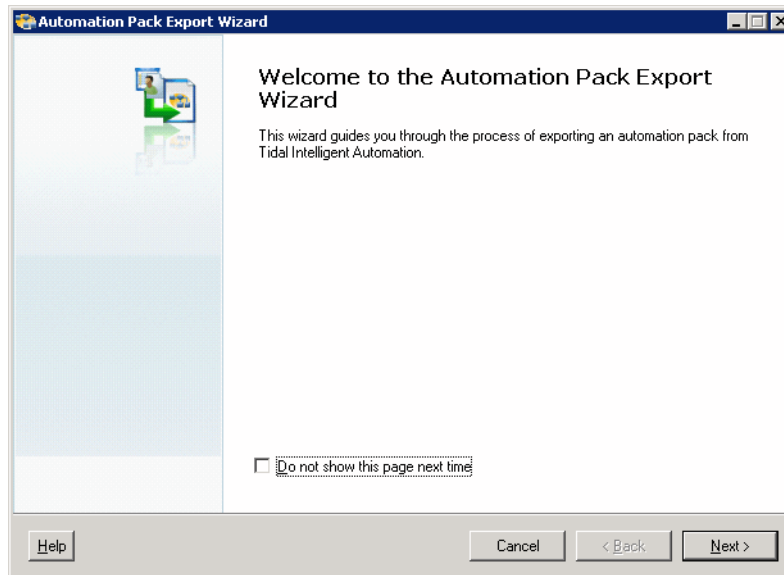 Automation Pack Export Wizard
Welcome to the Automation Pack Export
Wizard
This wizard guides you through the process of exporting an automation pack from
Tidal Intelligent Automation.
Do not show this page next time
Help
Cancel
< Back
Next >